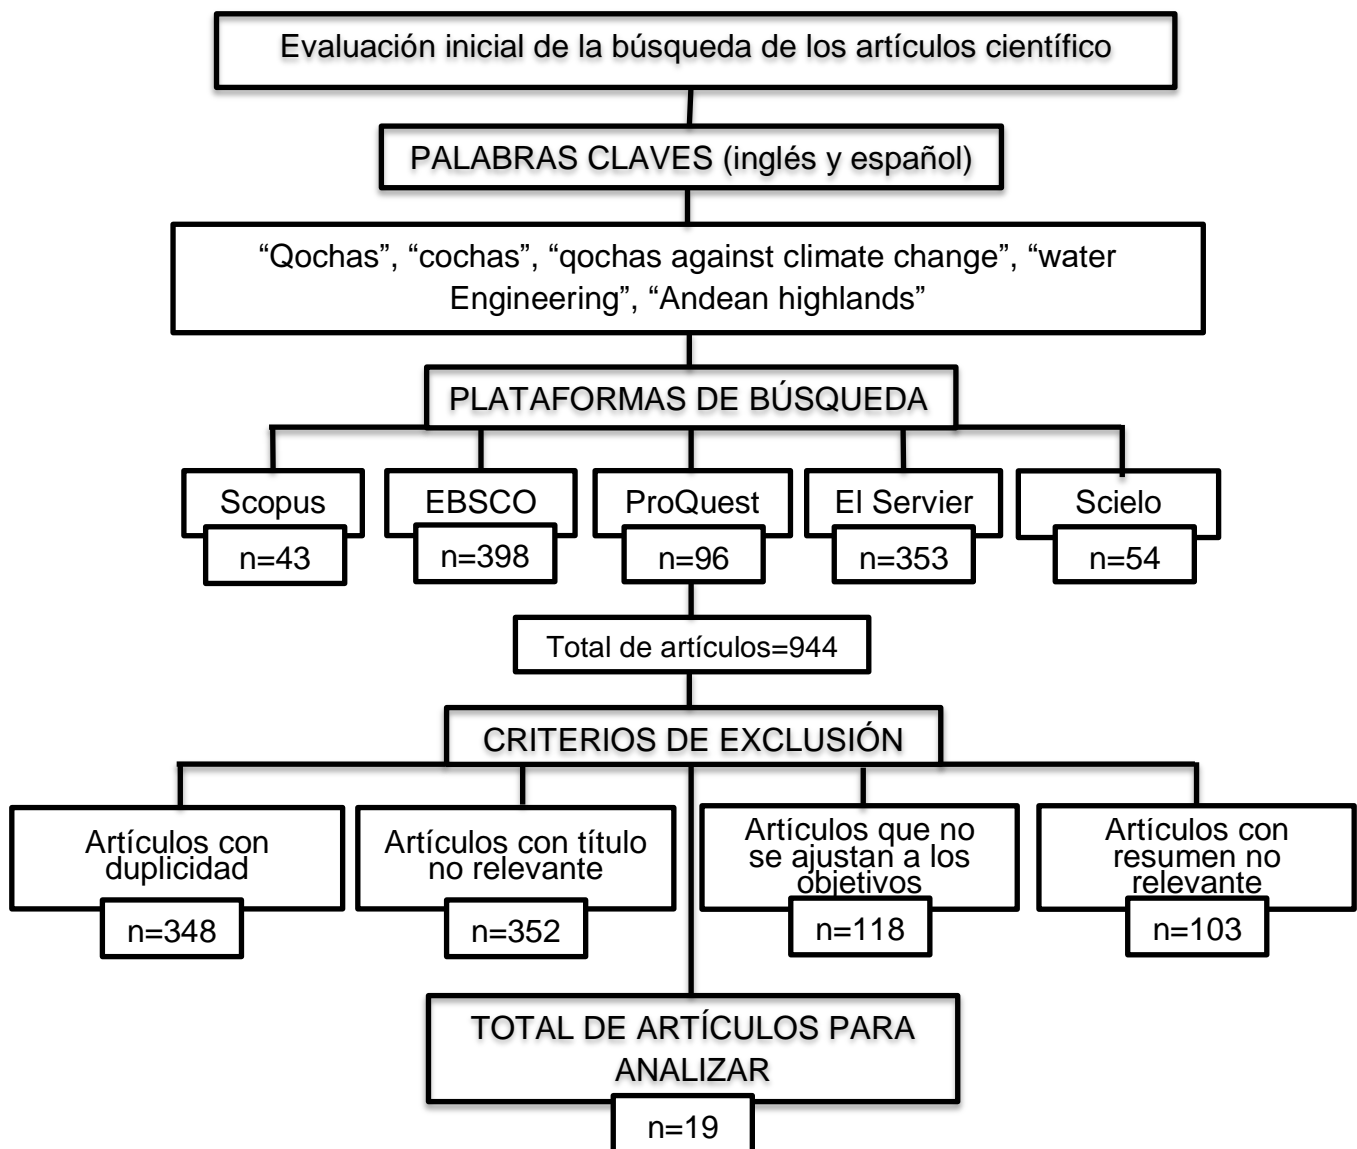 Evaluación inicial de la búsqueda de los artículos científico
PALABRAS CLAVES (inglés y español)
“Qochas”, “cochas”, “qochas against climate change”, “water
Engineering”, “Andean highlands”
PLATAFORMAS DE BÚSQUEDA
Scopus
n=43
EBSCO
n=398
ProQuest
n=96
El Servier
n=353
Scielo
n=54
Total de artículos=944
CRITERIOS DE EXCLUSIÓN
Artículos con
duplicidad
n=348
Artículos con título
no relevante
n=352
Artículos que no
se ajustan a los
objetivos
n=118
Artículos con
resumen no
relevante
n=103
TOTAL DE ARTÍCULOS PARA
ANALIZAR
n=19